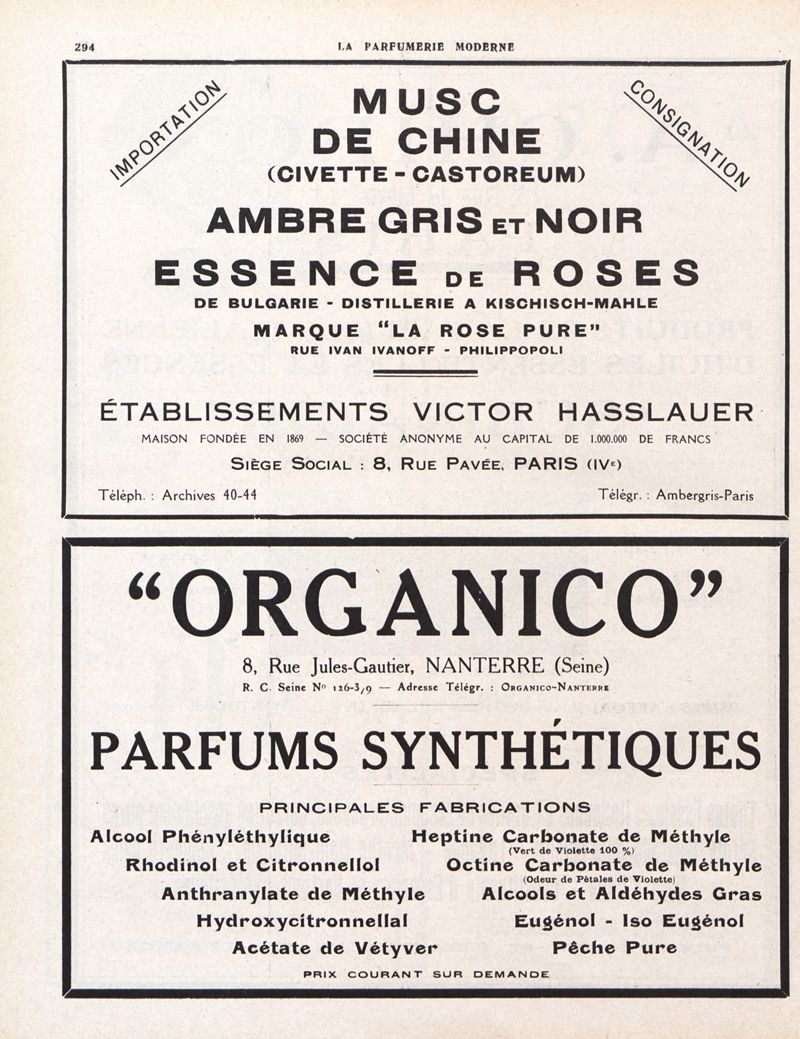 294
LA PARFUMERIE MODERNE
IMPORTATION
CONSIGNATION
MUSC
DE CHINE
(CIVETTE - CASTOREUM)
AMBRE GRIS ET NOIR
ESSENCE DE ROSES
DE BULGARIE - DISTILLERIE A KISCHISCH-MAHLE
MARQUE "LA ROSE PURE"
RUE IVAN IVANOFF - PHILIPPOPOLI
ÉTABLISSEMENTS VICTOR HASSLAUER
MAISON FONDÉE EN 1869 — SOCIÉTÉ ANONYME AU CAPITAL DE 1.000.000 DE FRANCS
SIÈGE SOCIAL : 8, RUE PAVÉE, PARIS (IVE)
Téléph. : Archives 40-44
Télégr. : Ambergris-Paris
"ORGANICO"
8, Rue Jules-Gautier, NANTERRE (Seine)
R. C. Seine No 126-3/9 — Adresse Télégr. : ORGANICO-NANTERRE
PARFUMS SYNTHÉTIQUES
PRINCIPALES FABRICATIONS
Alcool Phényléthylique
Rhodinol et Citronnellol
Anthranylate de Méthyle
Hydroxycitronnellal
Acétate de Vétyver
Heptine Carbonate de Méthyle
(Vert de Violette 100 %)
Octine Carbonate de Méthyle
(Odeur de Pétales de Violette)
Alcools et Aldéhydes Gras
Eugénol - Iso Eugénol
Pêche Pure
PRIX COURANT SUR DEMANDE